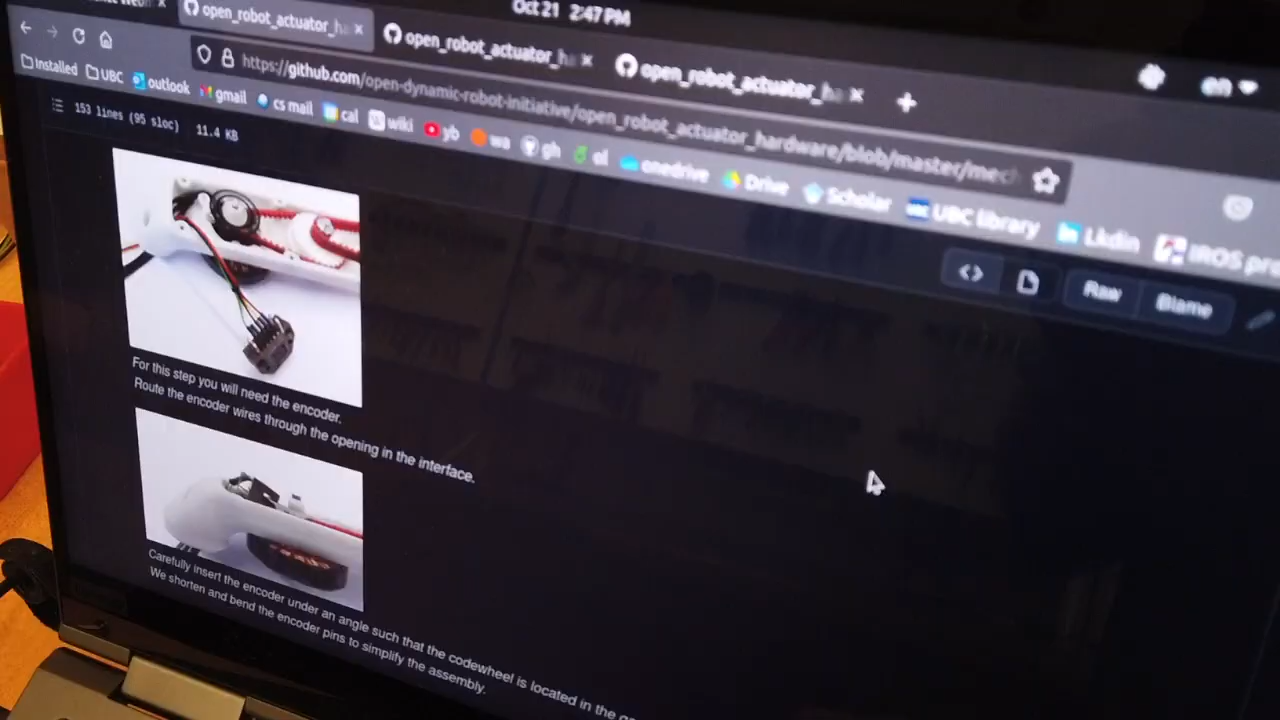 Oct 21 2:47 PM
open_robot_actuator_ha
open_robot_actuator_ha
open_robot_actuator_ha
https://github.com/open-dynamic-robot-initiative/open_robot_actuator_hardware/blob/master/mech
en
Installed UBC outlook gmail cs mail cal wiki yb wa gh ol onedrive Drive Scholar UBC library Lkdin IROS
153 lines (95 sloc) 11.4 KB
Raw Blame
For this step you will need the encoder.
Route the encoder wires through the opening in the interface.
Carefully insert the encoder under an angle such that the codewheel is located in the
We shorten and bend the encoder pins to simplify the assembly.